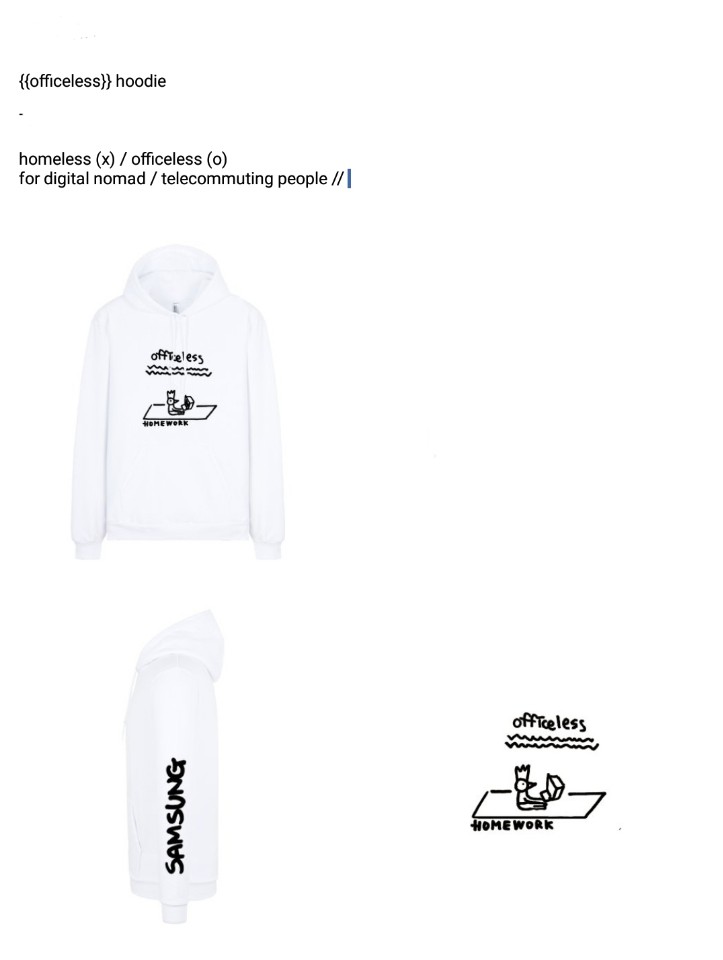 {{officeless}} hoodie
-
homeless (x) / officeless (o)
for digital nomad / telecommuting people //
officeless
HOMEWORK
SAMSUNG
officeless
HOMEWORK